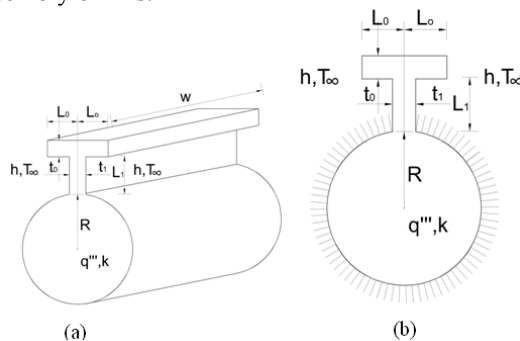 L₀ Lₒ
w
t₀ t₁ L₁
h,T∞ h,T∞
R
q''',k
(a)
L₀ Lₒ
h,T∞ h,T∞
t₀ t₁ L₁
R
q''',k
(b)